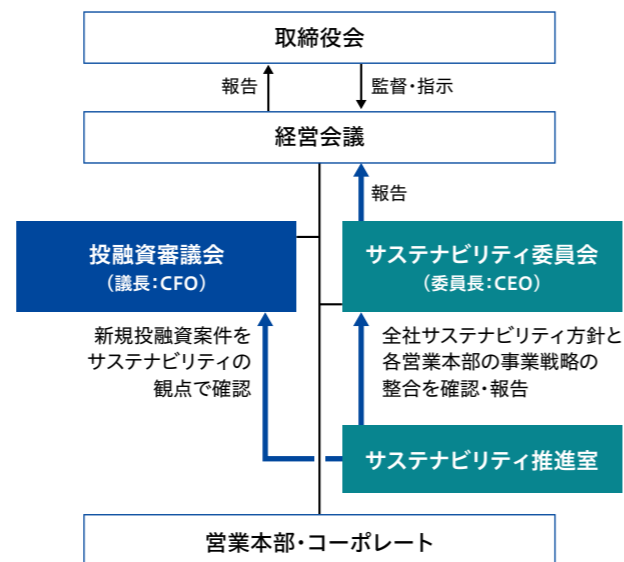 取締役会
報告
監督・指示
経営会議
報告
投融資審議会
（議長：CFO）
サステナビリティ委員会
（委員長：CEO）
新規投融資案件を
サステナビリティの
観点で確認
全社サステナビリティ方針と
各営業本部の事業戦略の
整合を確認・報告
サステナビリティ推進室
営業本部・コーポレート